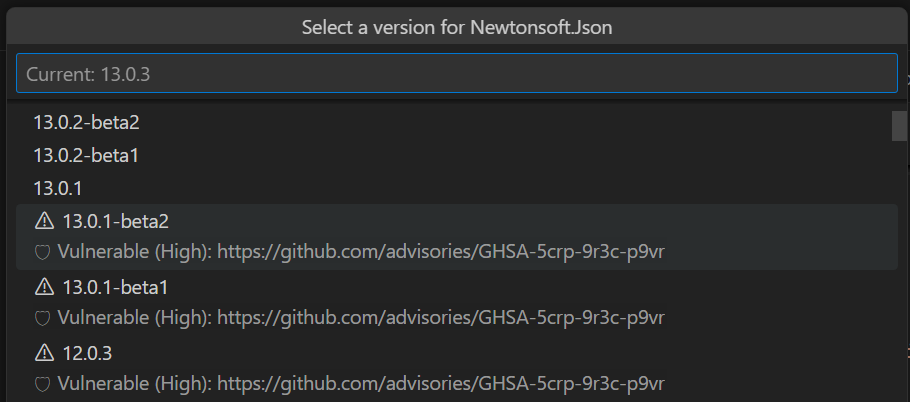 Select a version for Newtonsoft.Json
Current: 13.0.3
13.0.2-beta2
13.0.2-beta1
13.0.1
13.0.1-beta2
Vulnerable (High): https://github.com/advisories/GHSA-5crp-9r3c-p9vr
13.0.1-beta1
Vulnerable (High): https://github.com/advisories/GHSA-5crp-9r3c-p9vr
12.0.3
Vulnerable (High): https://github.com/advisories/GHSA-5crp-9r3c-p9vr